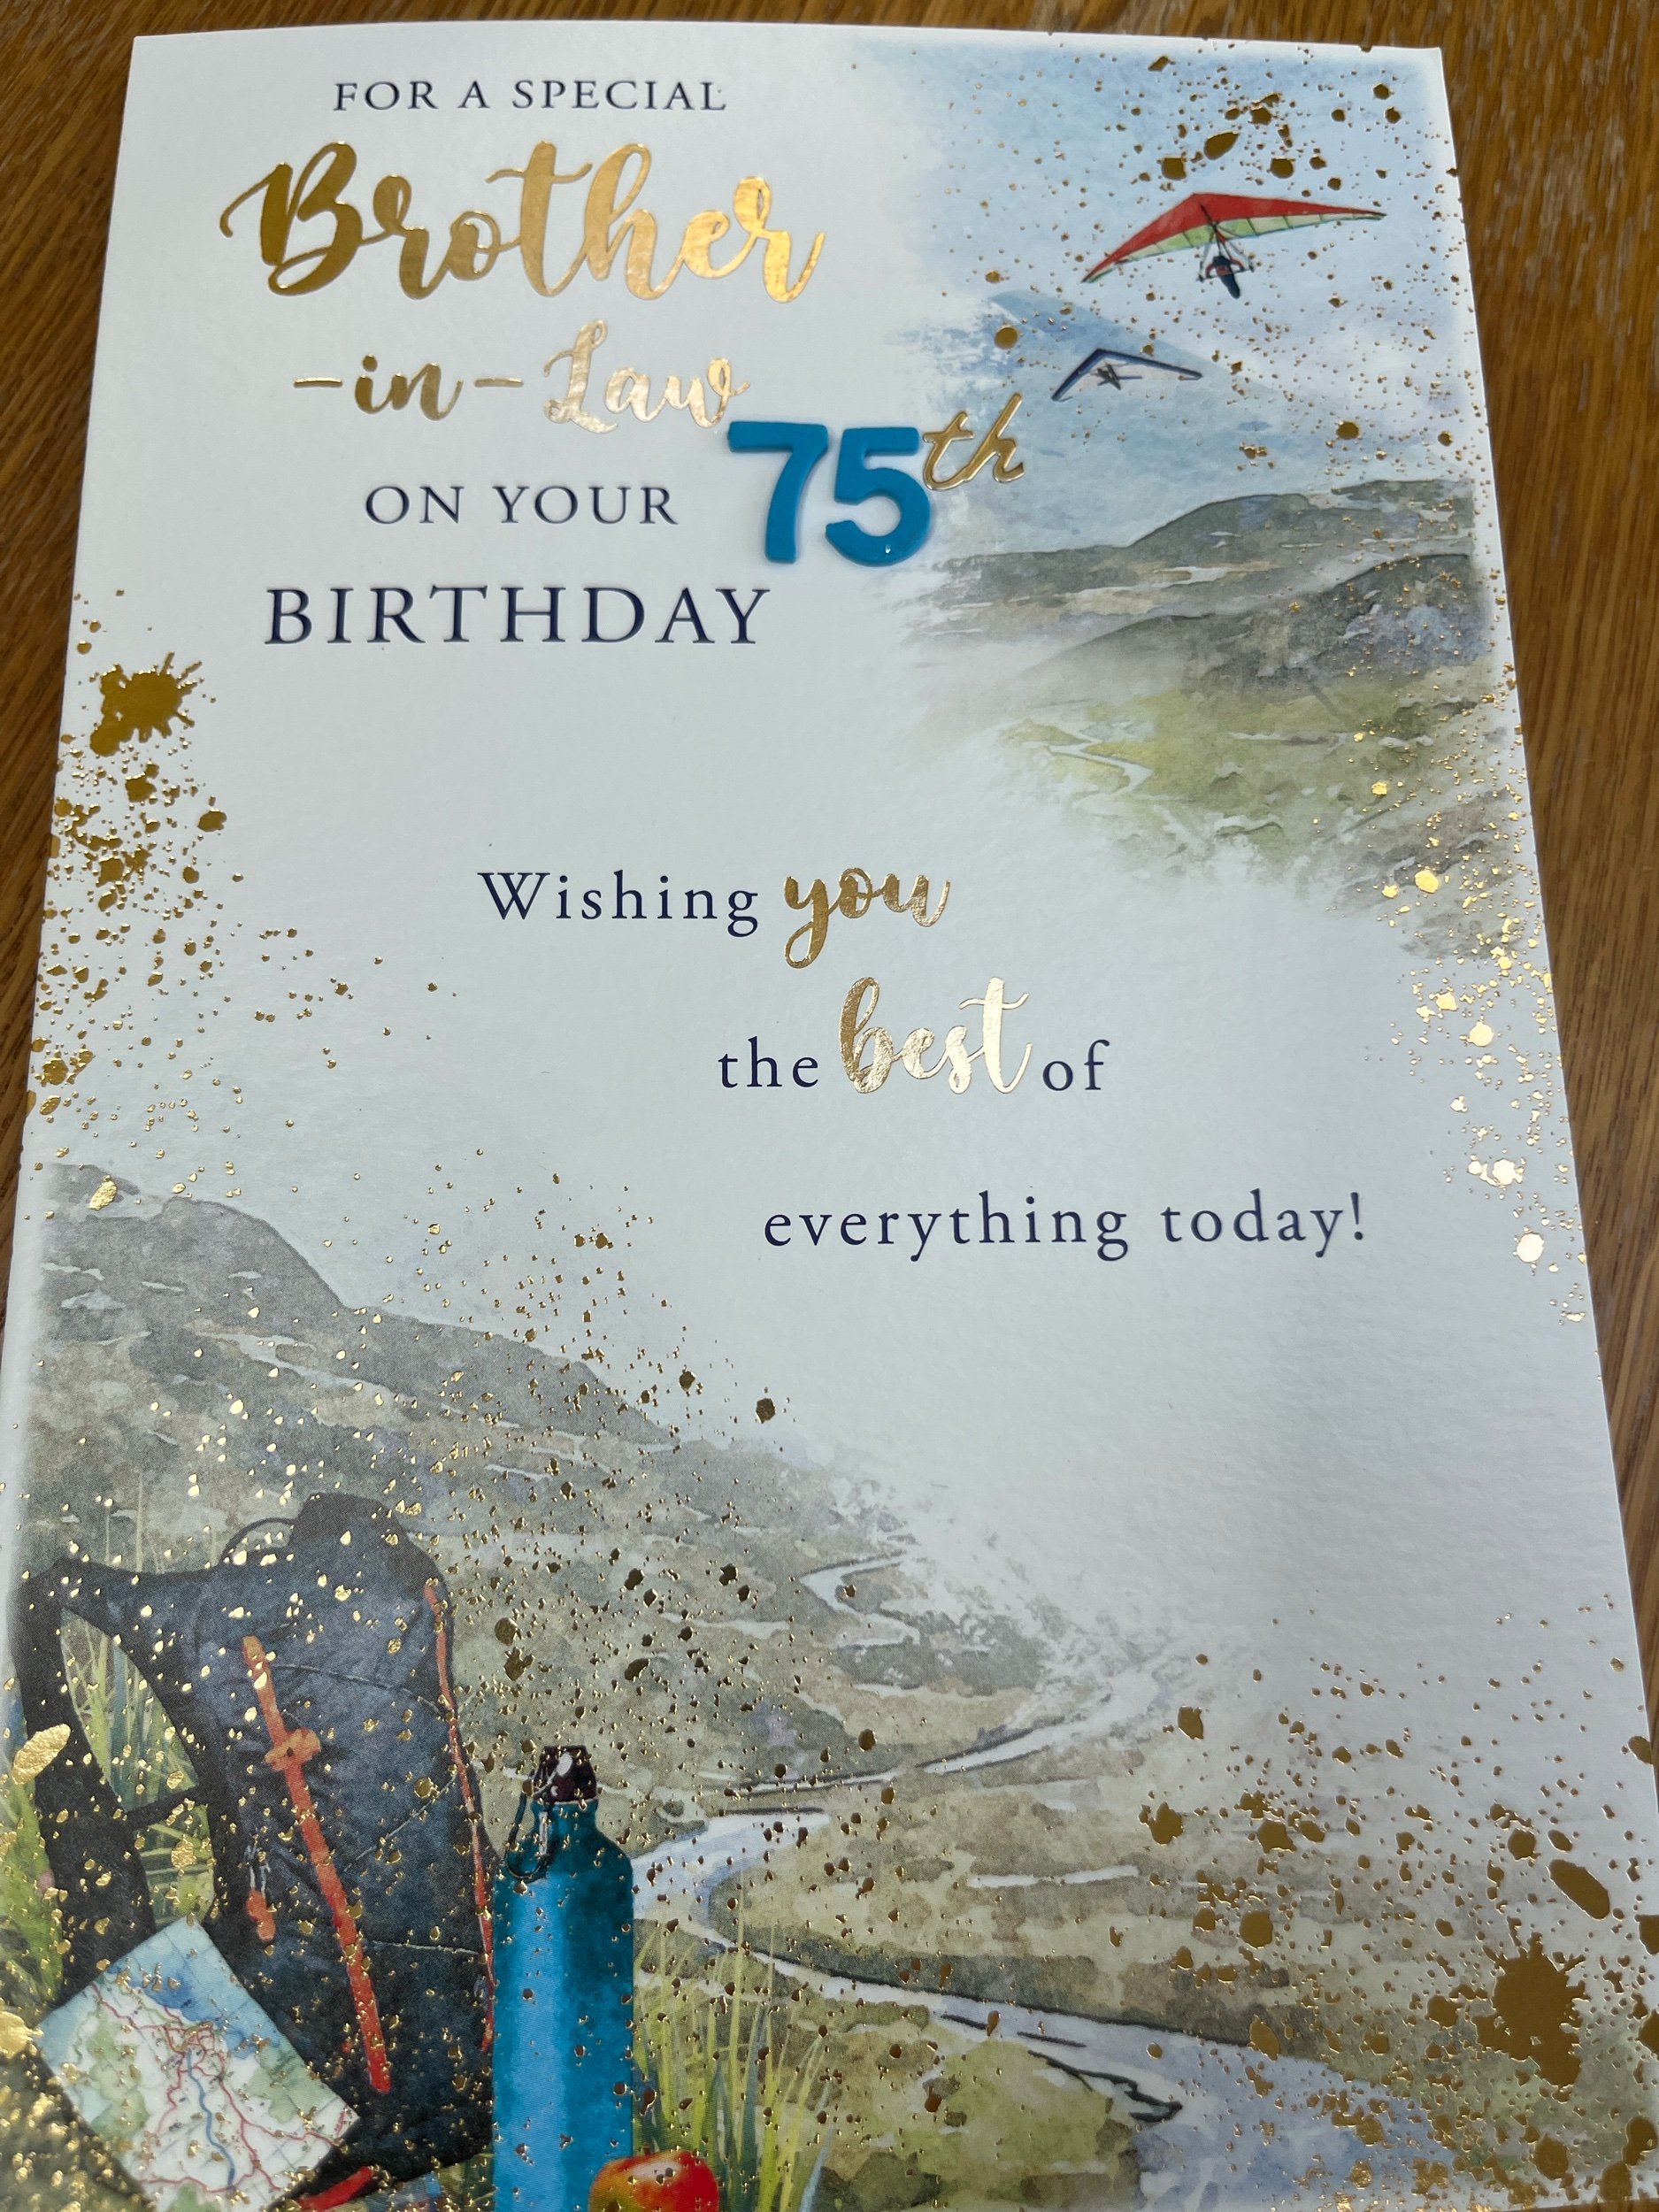 FOR A SPECIAL
Brother
-in-Law
75th
ON YOUR
BIRTHDAY
Wishing you
the best of
everything today!